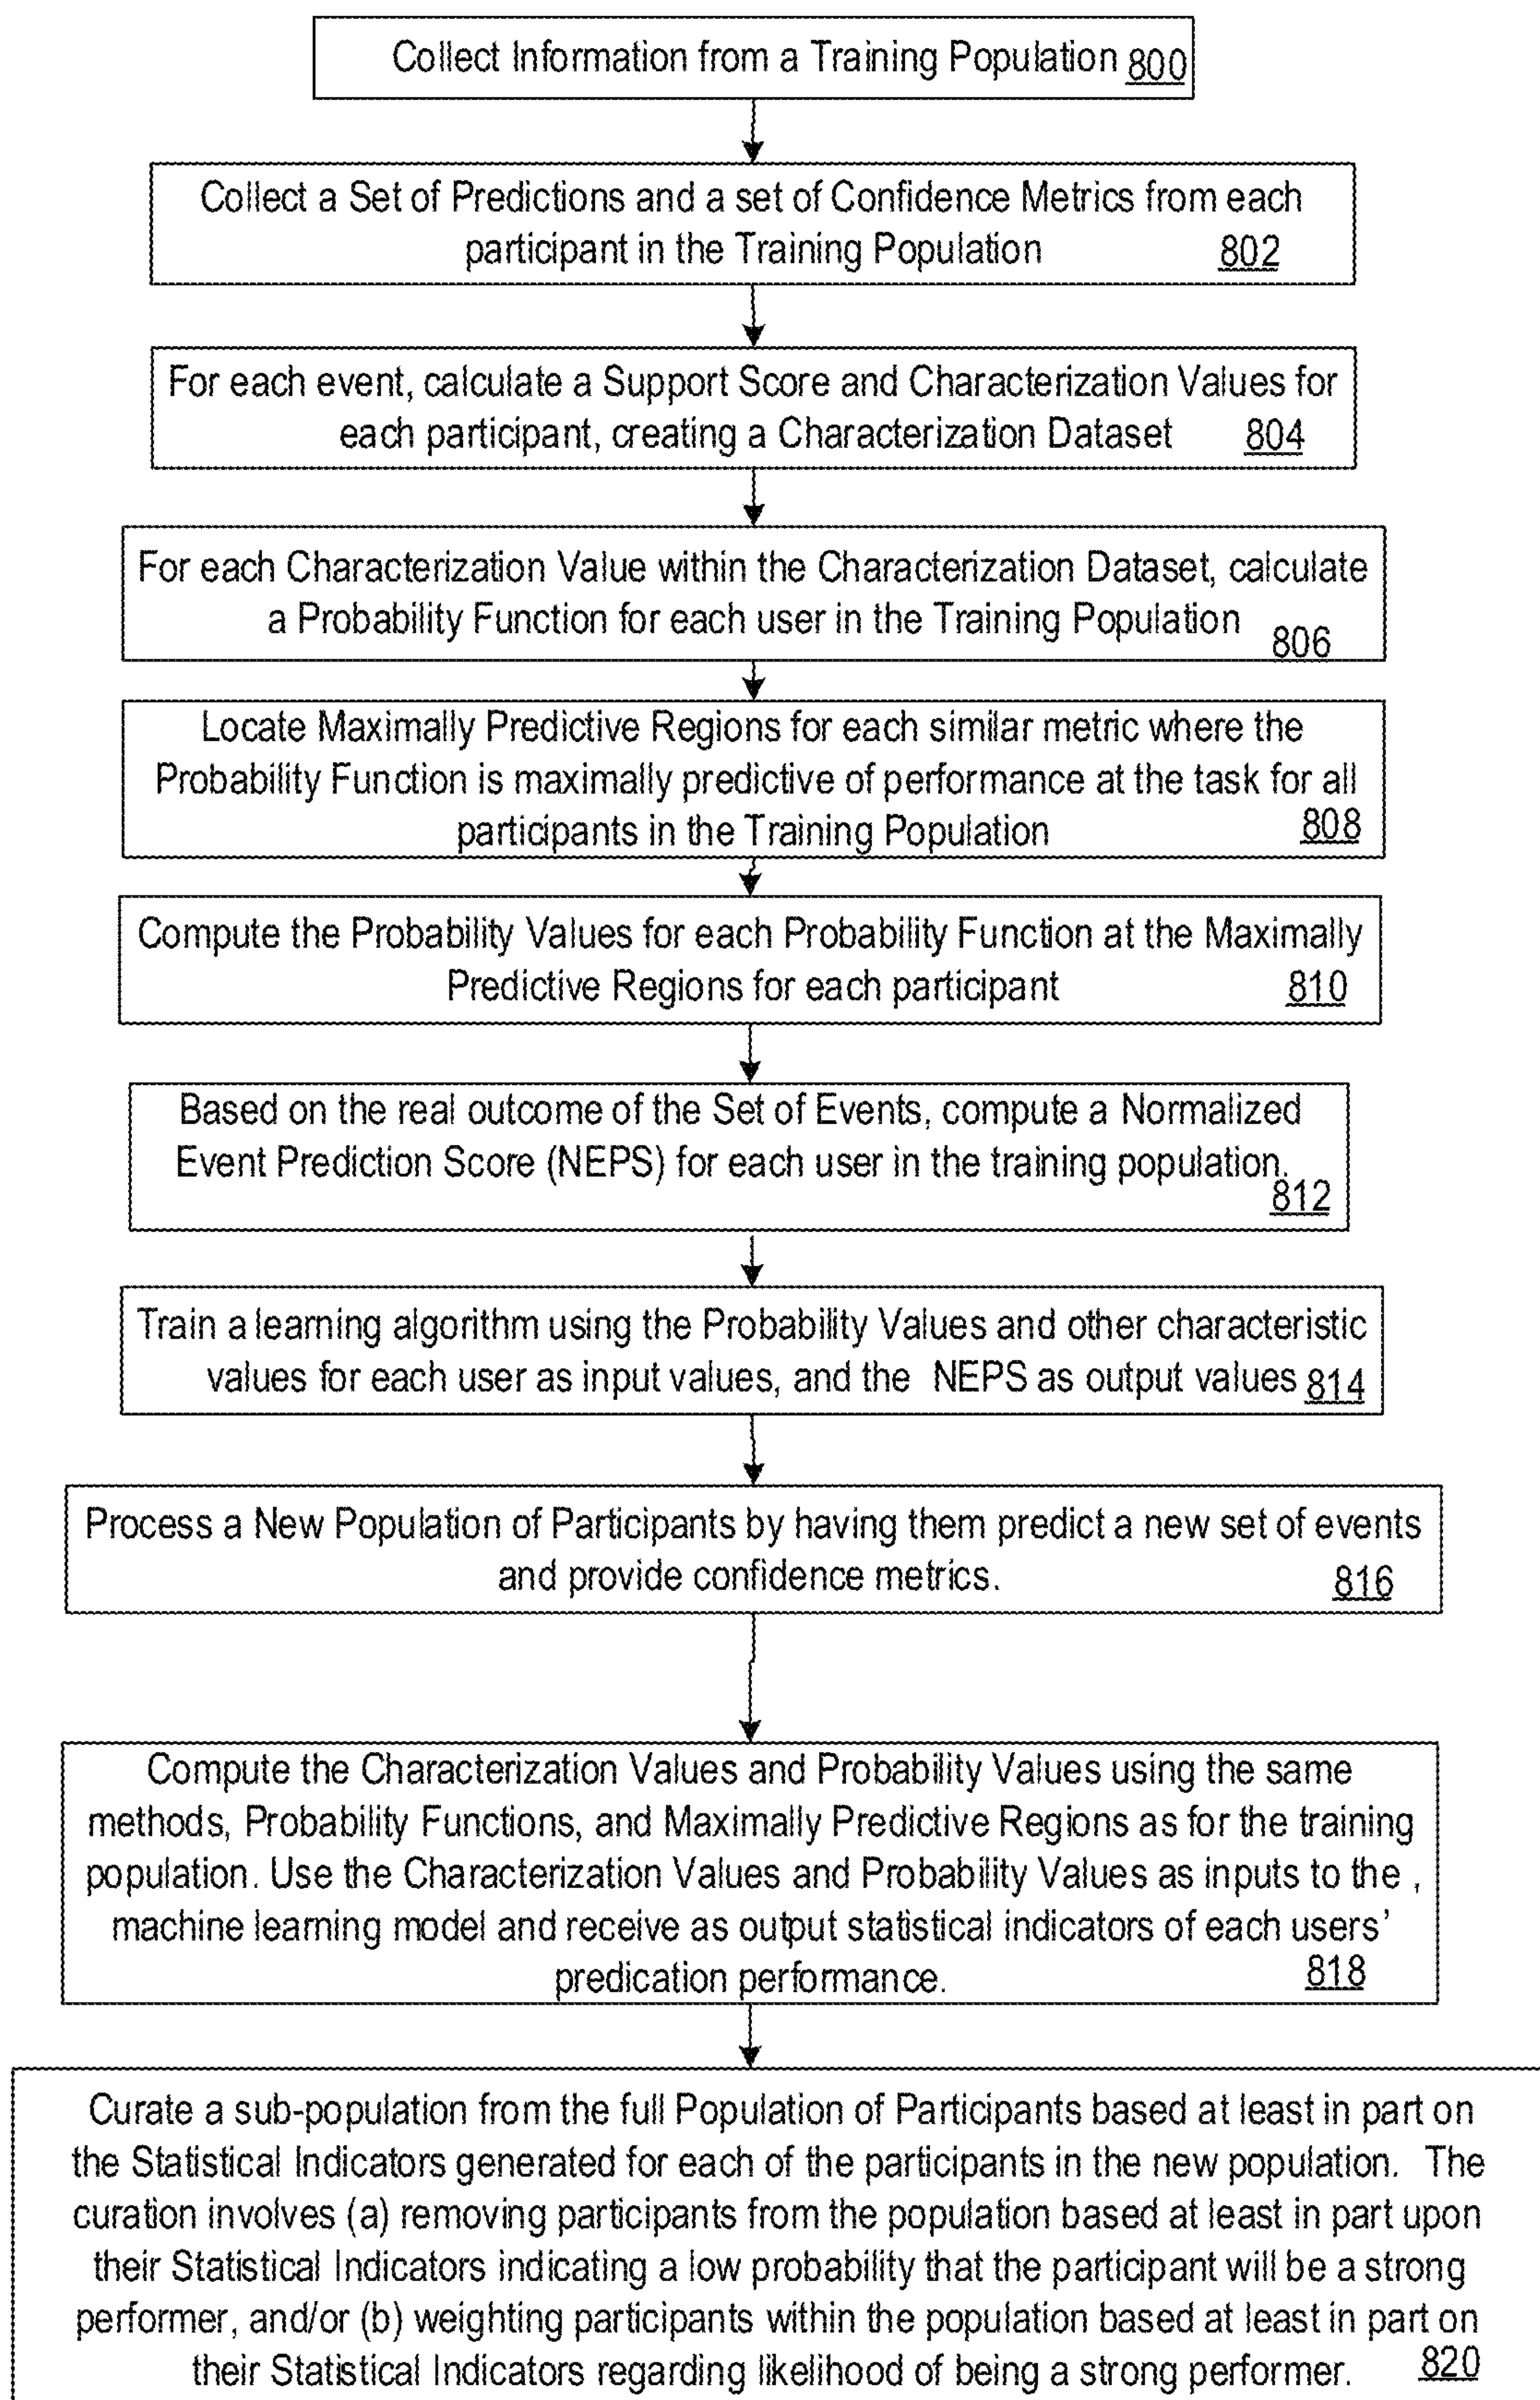 Collect Information from a Training Population 800
Collect a Set of Predictions and a set of Confidence Metrics from each
participant in the Training Population 802
For each event, calculate a Support Score and Characterization Values for
each participant, creating a Characterization Dataset 804
For each Characterization Value within the Characterization Dataset, calculate
a Probability Function for each user in the Training Population 806
Locate Maximally Predictive Regions for each similar metric where the
Probability Function is maximally predictive of performance at the task for all
participants in the Training Population 808
Compute the Probability Values for each Probability Function at the Maximally
Predictive Regions for each participant 810
Based on the real outcome of the Set of Events, compute a Normalized
Event Prediction Score (NEPS) for each user in the training population.
812
Train a learning algorithm using the Probability Values and other characteristic
values for each user as input values, and the NEPS as output values 814
Process a New Population of Participants by having them predict a new set of events
and provide confidence metrics. 816
Compute the Characterization Values and Probability Values using the same
methods, Probability Functions, and Maximally Predictive Regions as for the training
population. Use the Characterization Values and Probability Values as inputs to the ,
machine learning model and receive as output statistical indicators of each users’
predication performance. 818
Curate a sub-population from the full Population of Participants based at least in part on
the Statistical Indicators generated for each of the participants in the new population. The
curation involves (a) removing participants from the population based at least in part upon
their Statistical Indicators indicating a low probability that the participant will be a strong
performer, and/or (b) weighting participants within the population based at least in part on
their Statistical Indicators regarding likelihood of being a strong performer. 820